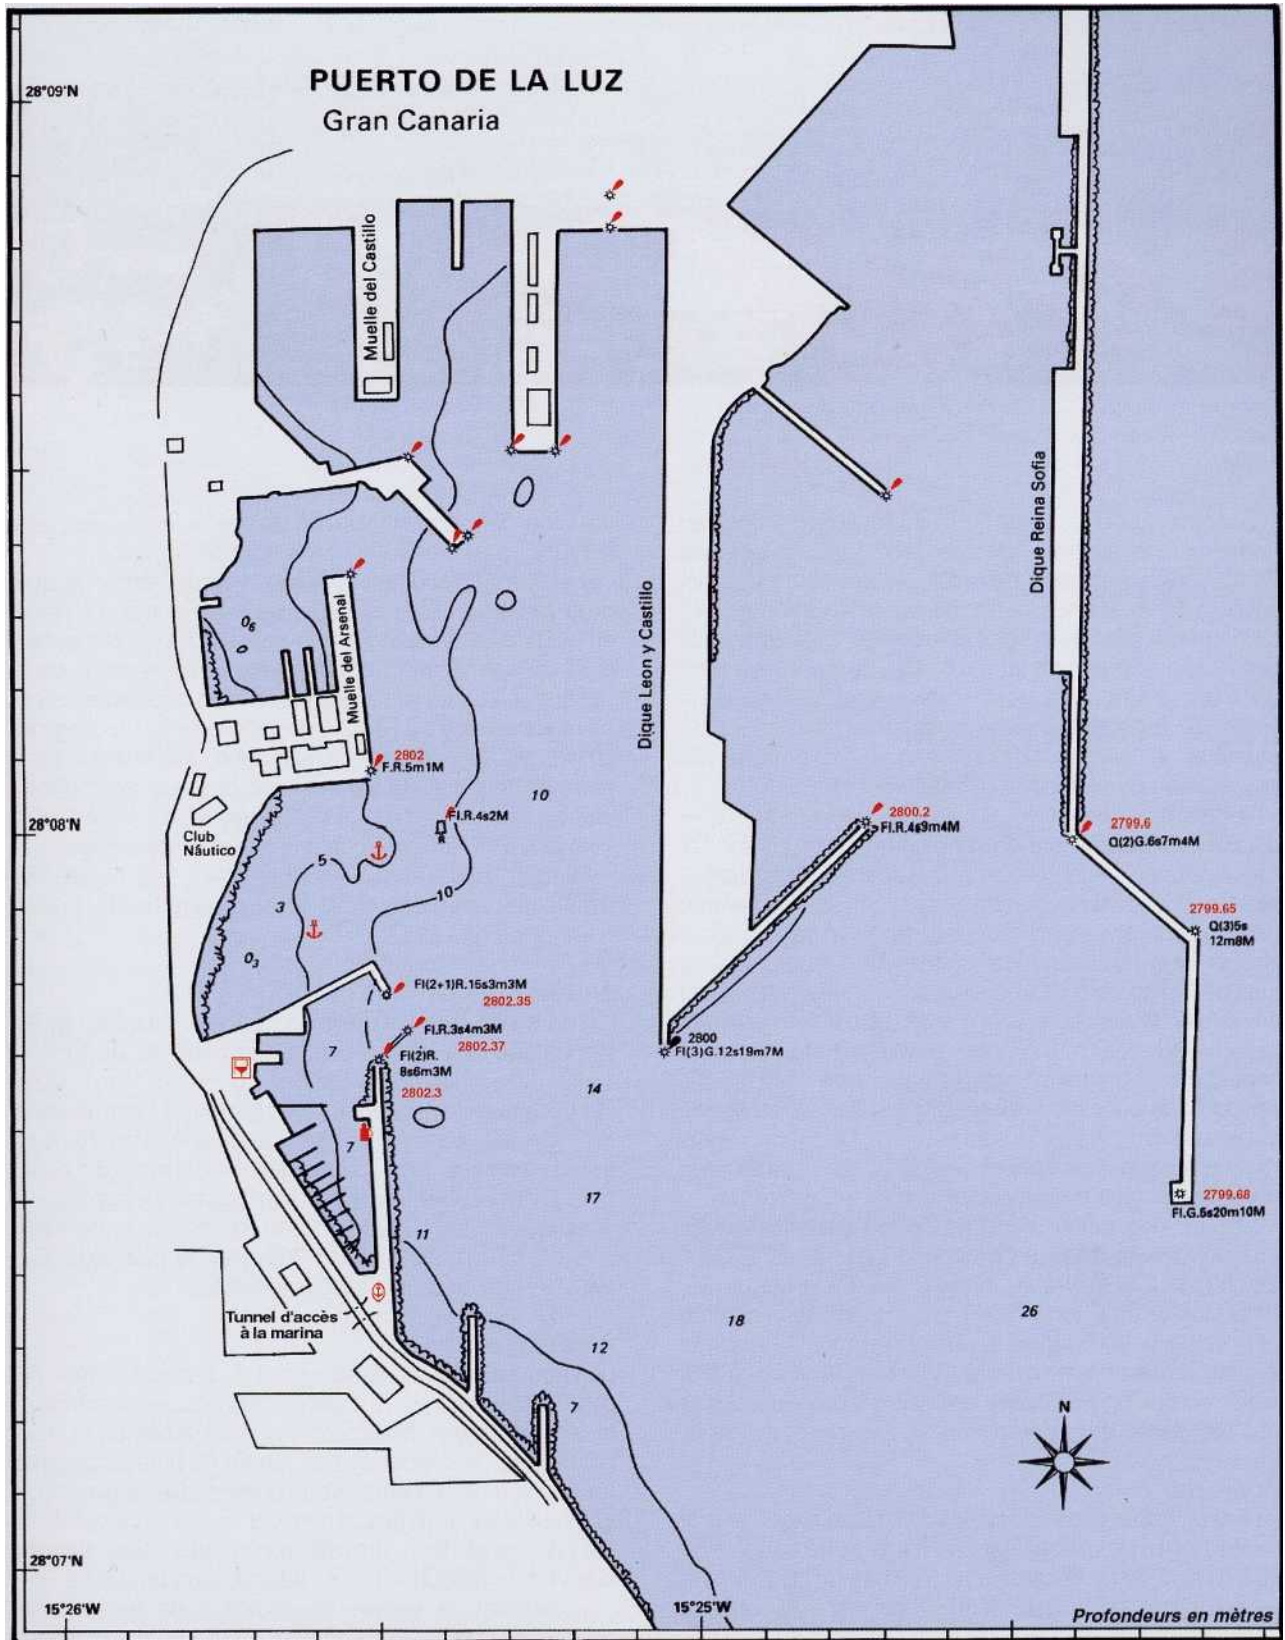 28°09'N
PUERTO DE LA LUZ
Gran Canaria
Muelle del Castillo
Dique Reina Sofia
Dique Leon y Castillo
Muelle del Arsenal
0₆
2802
F.R.5m1M
10
Fl.R.4s2M
R
28°08'N
Club
Náutico
2800.2
Fl.R.4s9m4M
2799.6
Q(2)G.6s7m4M
5
10
3
2799.65
Q(3)5s
12m8M
0₃
Fl(2+1)R.15s3m3M
2802.35
Fl.R.3s4m3M
2802.37
7
Fl(2)R.
8s6m3M
2802.3
2800
Fl(3)G.12s19m7M
14
7
17
2799.68
Fl.G.5s20m10M
11
Tunnel d'accès
à la marina
26
18
12
7
N
28°07'N
15°26'W
15°25'W
Profondeurs en mètres